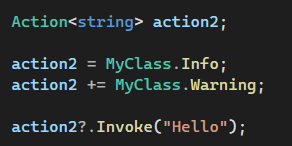 Action<string> action2;
action2 = MyClass.Info;
action2 += MyClass.Warning;
action2?.Invoke("Hello");